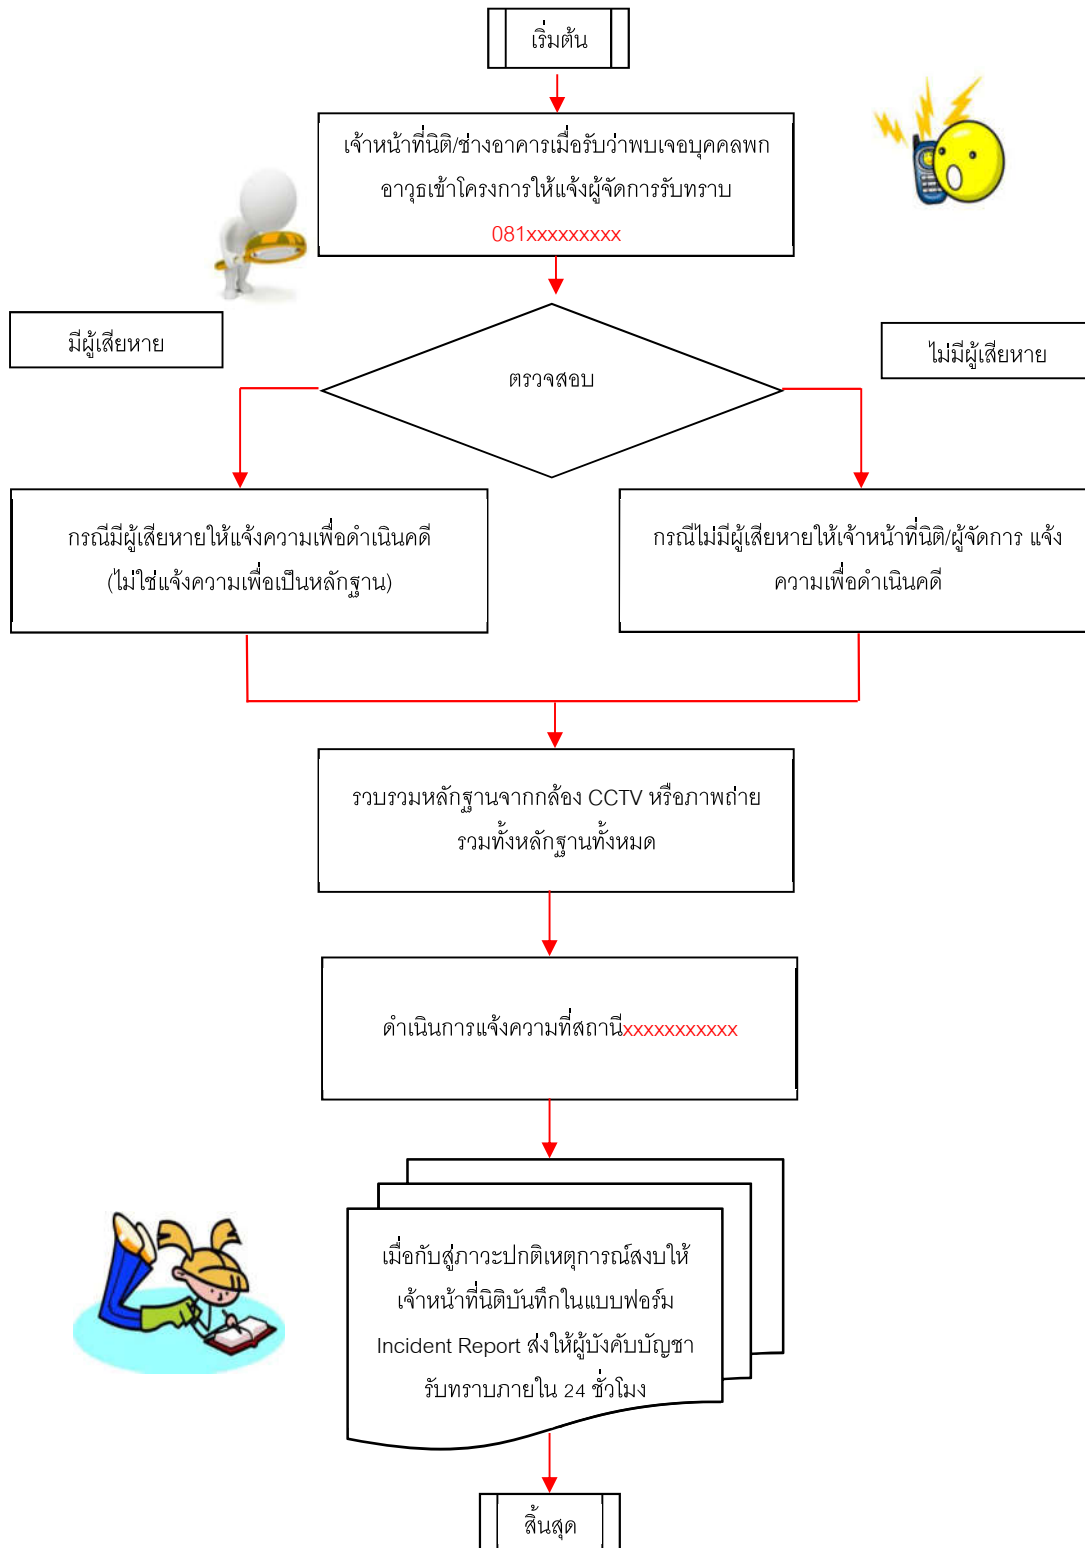 เริ่มต้น
เจ้าหน้าที่นิติ/ช่างอาคารเมื่อรับว่าพบเจอบุคคลพก
อาวุธเข้าโครงการให้แจ้งผู้จัดการรับทราบ
081xxxxxxxxx
มีผู้เสียหาย
ไม่มีผู้เสียหาย
ตรวจสอบ
กรณีมีผู้เสียหายให้แจ้งความเพื่อดำเนินคดี
(ไม่ใช่แจ้งความเพื่อเป็นหลักฐาน)
กรณีไม่มีผู้เสียหายให้เจ้าหน้าที่นิติ/ผู้จัดการ แจ้ง
ความเพื่อดำเนินคดี
รวบรวมหลักฐานจากกล้อง CCTV หรือภาพถ่าย
รวมทั้งหลักฐานทั้งหมด
ดำเนินการแจ้งความที่สถานีxxxxxxxxxxx
เมื่อกับสู่ภาวะปกติเหตุการณ์สงบให้
เจ้าหน้าที่นิติบันทึกในแบบฟอร์ม
Incident Report ส่งให้ผู้บังคับบัญชา
รับทราบภายใน 24 ชั่วโมง
สิ้นสุด